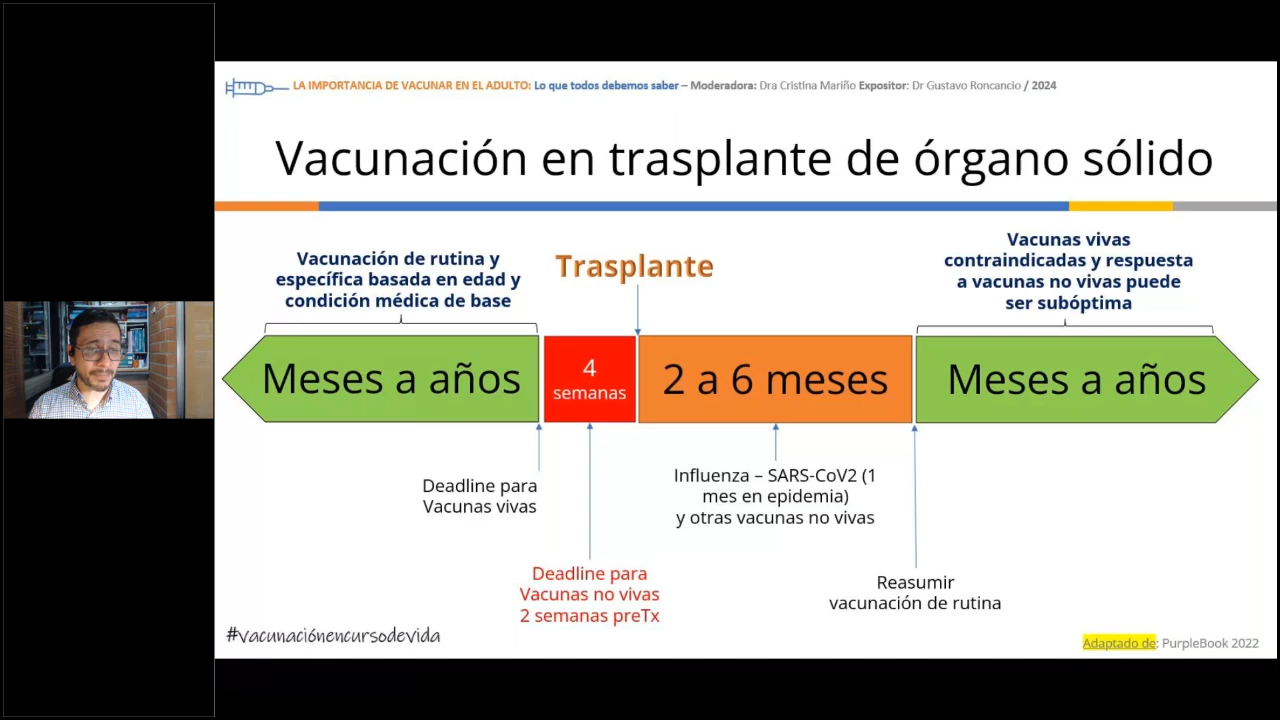 LA IMPORTANCIA DE VACUNAR EN EL ADULTO: Lo que todos debemos saber – Moderadora: Dra Cristina Mariño Expositor: Dr Gustavo Roncancio / 2024
Vacunación en trasplante de órgano sólido
Vacunación de rutina y
específica basada en edad y
condición médica de base
Trasplante
Vacunas vivas
contraindicadas y respuesta
a vacunas no vivas puede
ser subóptima
Meses a años
4
semanas
2 a 6 meses
Meses a años
Deadline para
Vacunas vivas
Influenza – SARS-CoV2 (1
mes en epidemia)
y otras vacunas no vivas
Deadline para
Vacunas no vivas
2 semanas preTx
Reasumir
vacunación de rutina
#vacunaciónencursodevida
Adaptado de: PurpleBook 2022